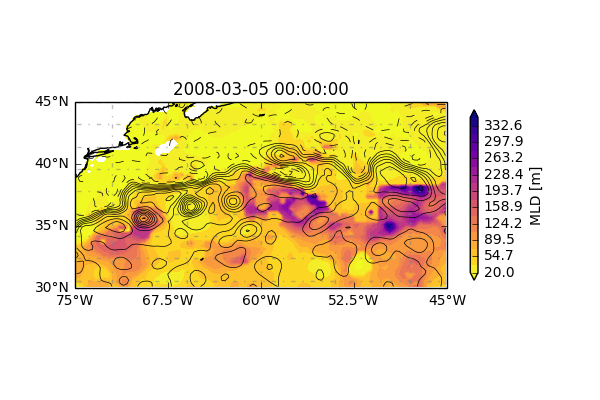 2008-03-05 00:00:00
45°N
40°N
35°N
30°N
75°W
67.5°W
60°W
52.5°W
45°W
332.6
297.9
263.2
228.4
193.7
158.9
124.2
89.5
54.7
20.0
MLD [m]